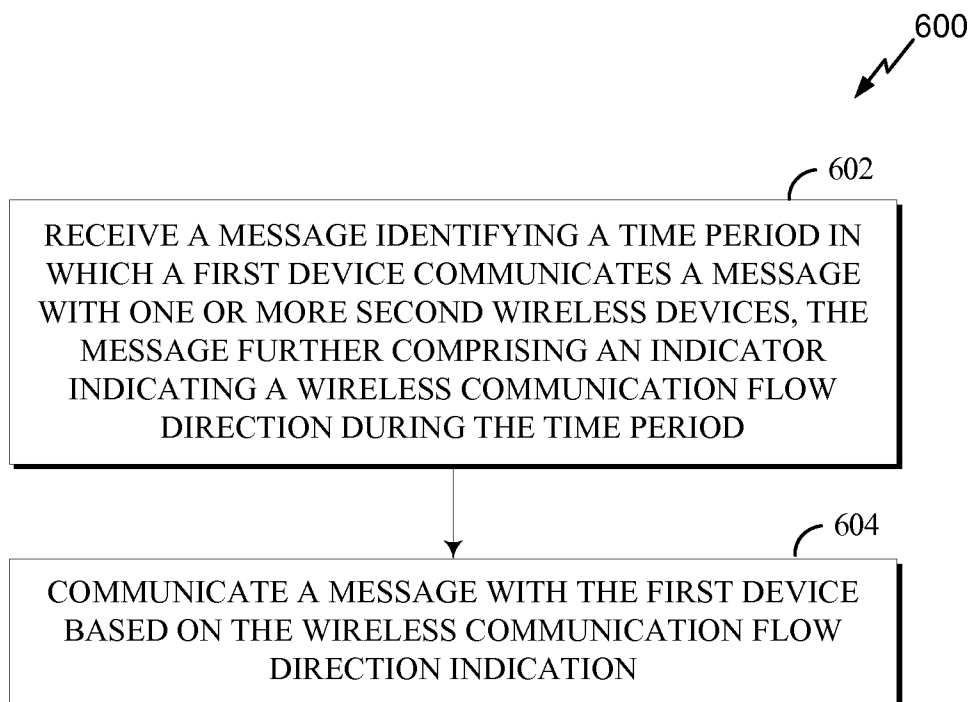 600
602
RECEIVE A MESSAGE IDENTIFYING A TIME PERIOD IN
WHICH A FIRST DEVICE COMMUNICATES A MESSAGE
WITH ONE OR MORE SECOND WIRELESS DEVICES, THE
MESSAGE FURTHER COMPRISING AN INDICATOR
INDICATING A WIRELESS COMMUNICATION FLOW
DIRECTION DURING THE TIME PERIOD
604
COMMUNICATE A MESSAGE WITH THE FIRST DEVICE
BASED ON THE WIRELESS COMMUNICATION FLOW
DIRECTION INDICATION